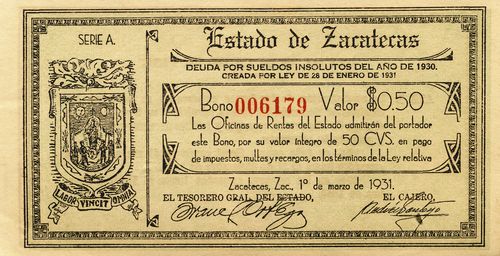 SERIE A.
Estado de Zacatecas
DEUDA POR SUELDOS INSOLUTOS DEL AÑO DE 1930.
CREADA POR LEY DE 28 DE ENERO DE 1931
Bono 006179 Valor $0.50
Las Oficinas de Rentas del Estado admitirán del portador
este Bono, por su valor íntegro de 50 CVS. en pago
de impuestos, multas y recargos, en los términos de la Ley relativa
Zacatecas, Zac., 1º de marzo de 1931.
EL TESORERO GRAL. DEL ESTADO, EL CAJERO,
LABOR VINCIT OMNIA